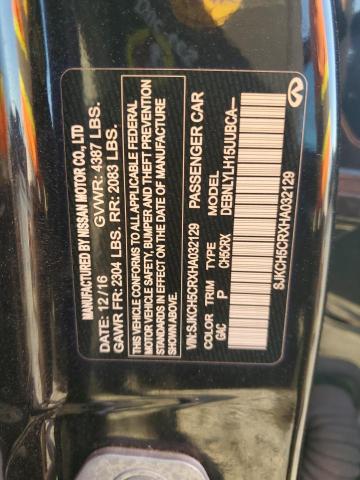 MANUFACTURED BY NISSAN MOTOR CO., LTD
DATE: 12/16 GVWR: 4387 LBS.
GAWR FR: 2304 LBS. RR: 2083 LBS.
THIS VEHICLE CONFORMS TO ALL APPLICABLE FEDERAL
MOTOR VEHICLE SAFETY, BUMPER AND THEFT PREVENTION
STANDARDS IN EFFECT ON THE DATE OF MANUFACTURE
SHOWN ABOVE.
VIN:SJKCH5CRXHA032129 PASSENGER CAR
COLOR TRIM TYPE MODEL
GAC P CH5CRX DEBNLYLH15UUBCA-----
SJKCH5CRXHA032129